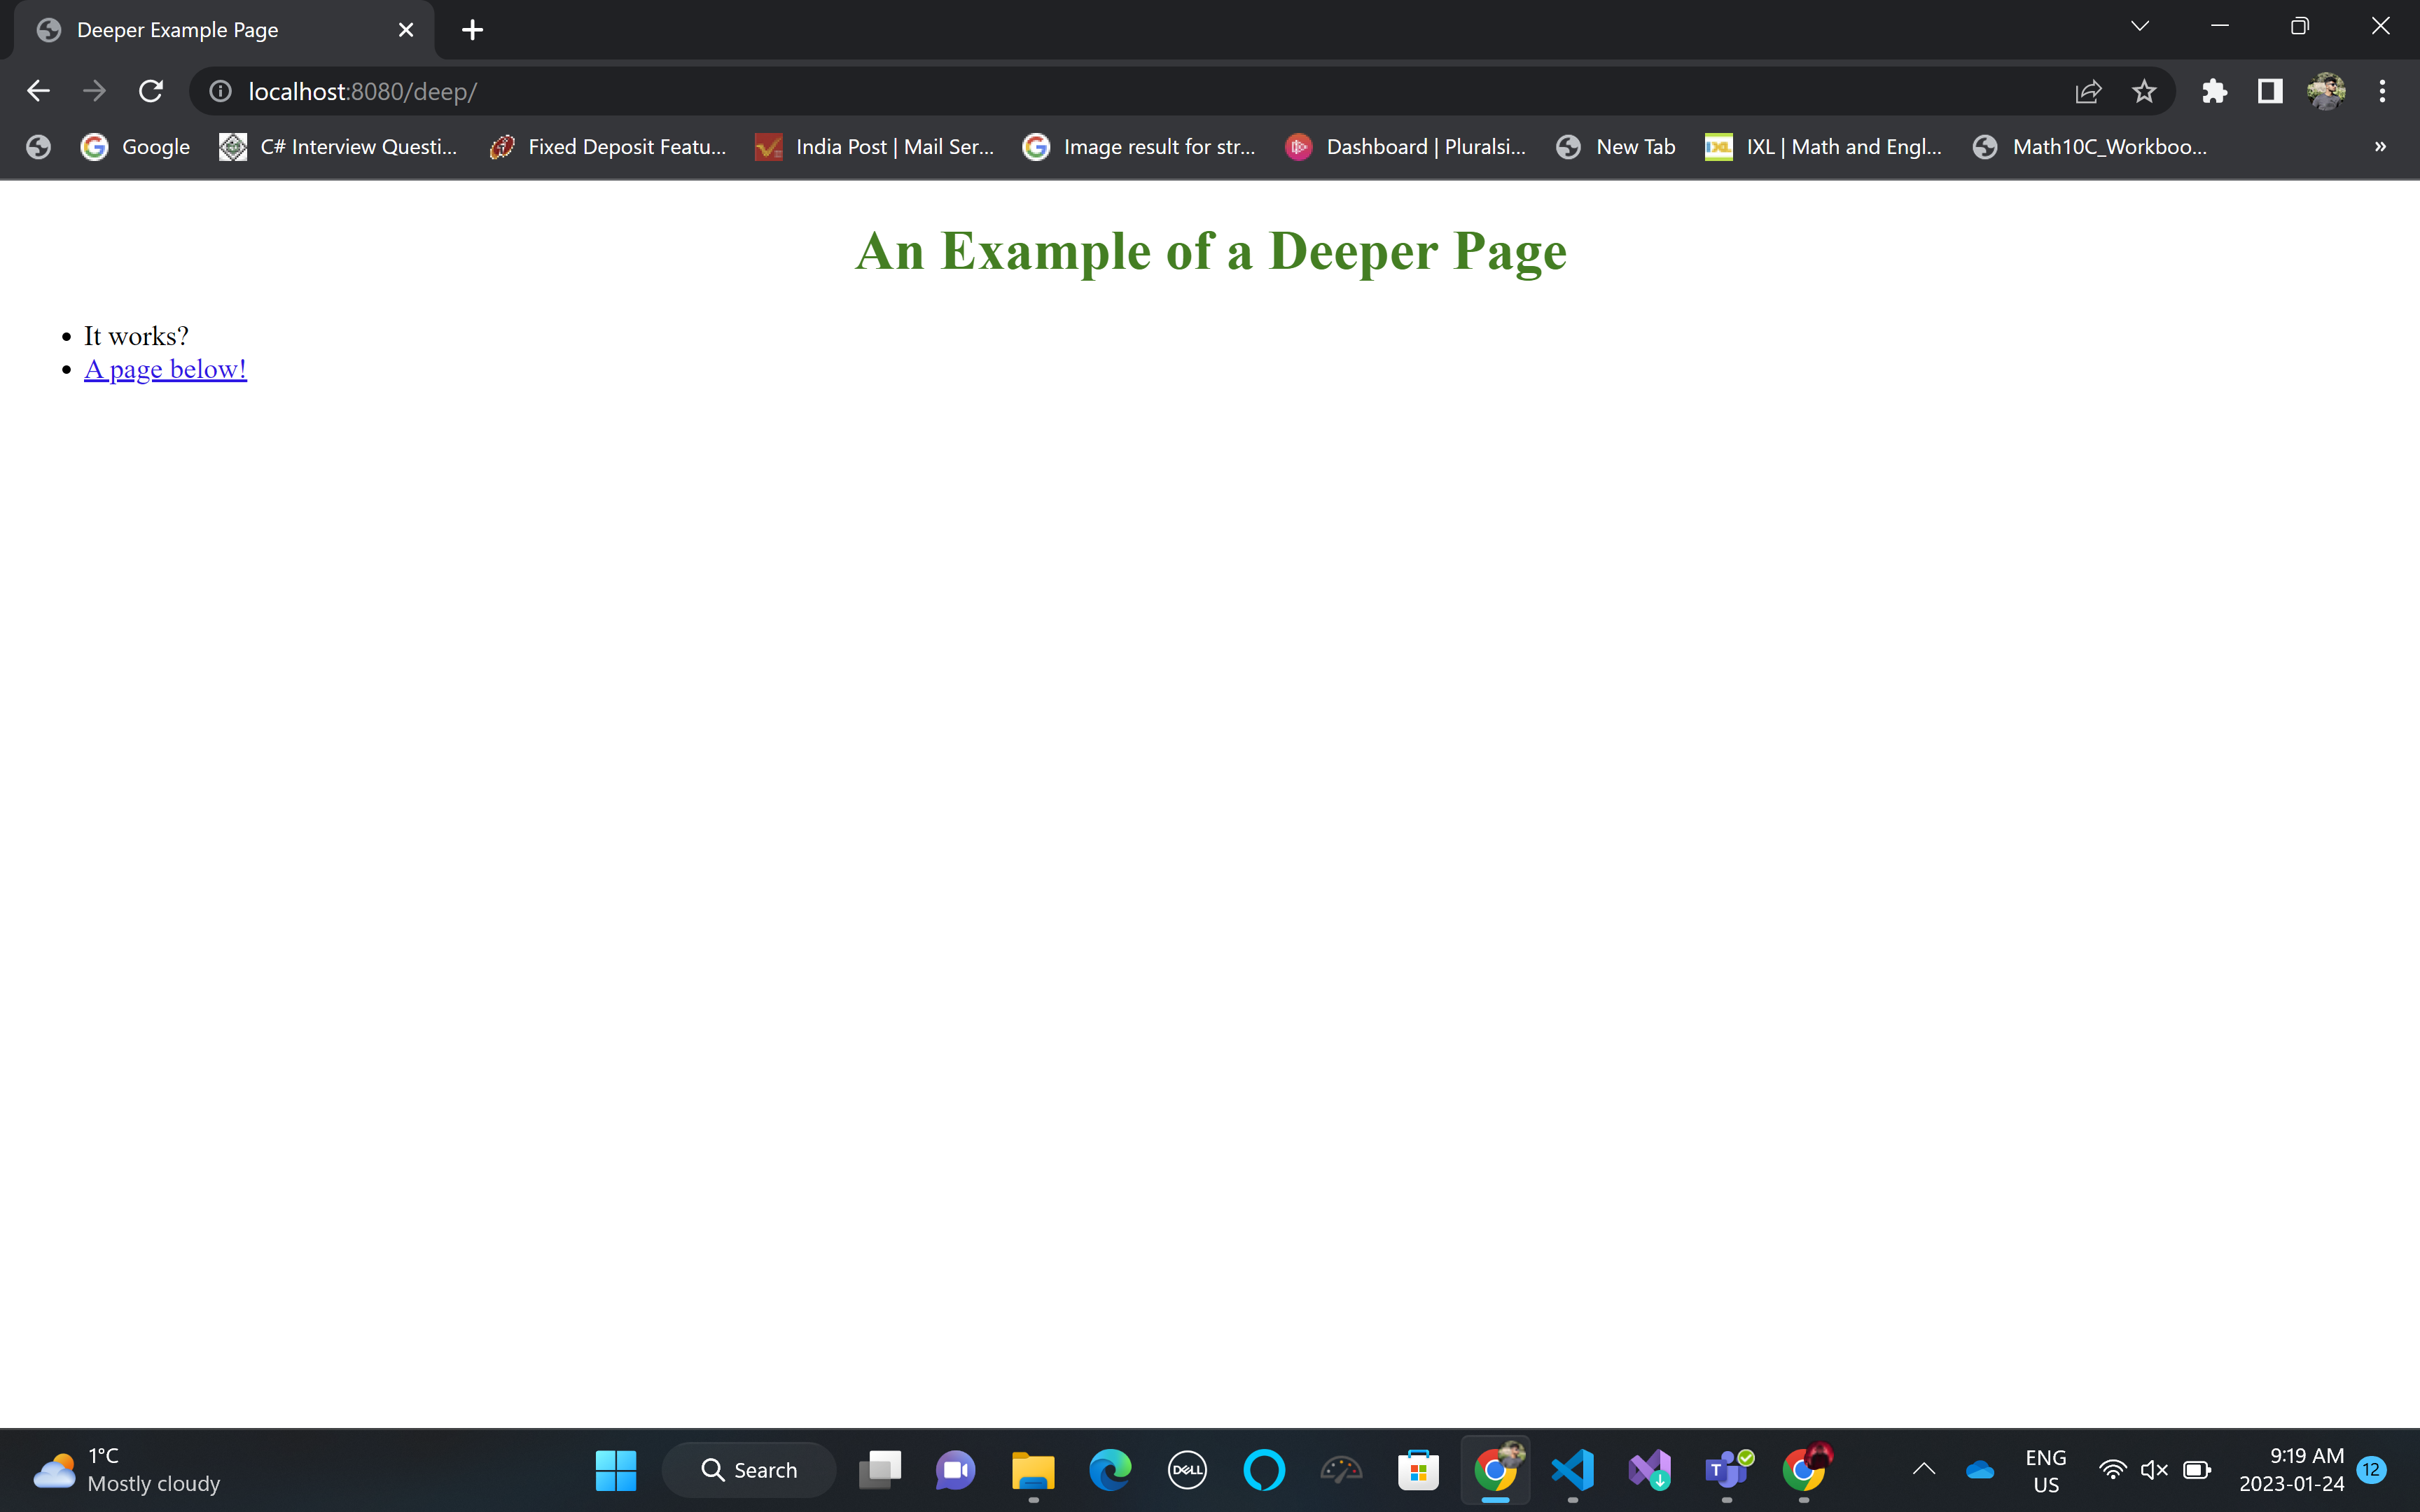 Deeper Example Page
localhost:8080/deep/
Google C# Interview Questi... Fixed Deposit Featu... India Post | Mail Ser... Image result for str... Dashboard | Pluralsi... New Tab IXL | Math and Engl... Math10C_Workboo... »
An Example of a Deeper Page
• It works?
• A page below!
1°C
Mostly cloudy
Search
DELL
ENG
US
9:19 AM
2023-01-24
12